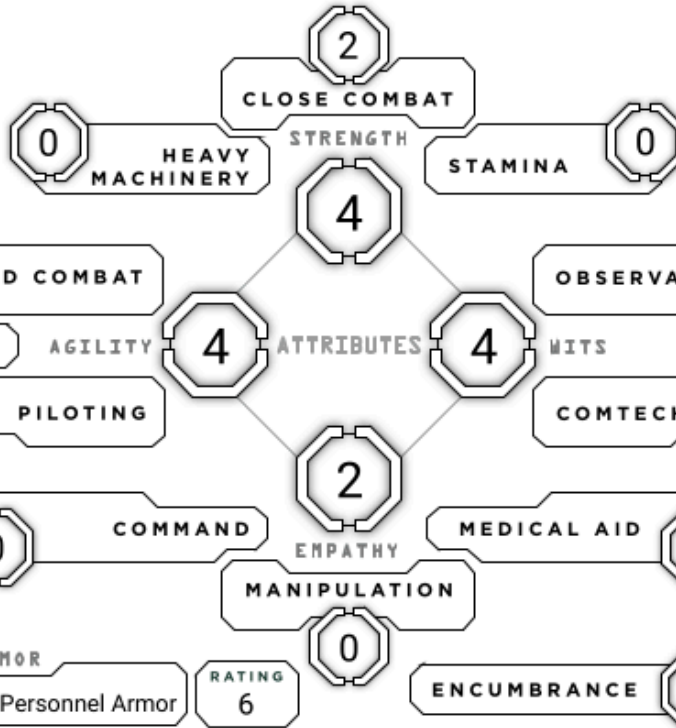 2
CLOSE COMBAT
0
HEAVY
MACHINERY
STRENGTH
STAMINA
0
4
D COMBAT
OBSERVA
AGILITY
4
ATTRIBUTES
4
WITS
PILOTING
COMTECH
2
COMMAND
EMPATHY
MEDICAL AID
MANIPULATION
0
MOR
Personnel Armor
RATING
6
ENCUMBRANCE